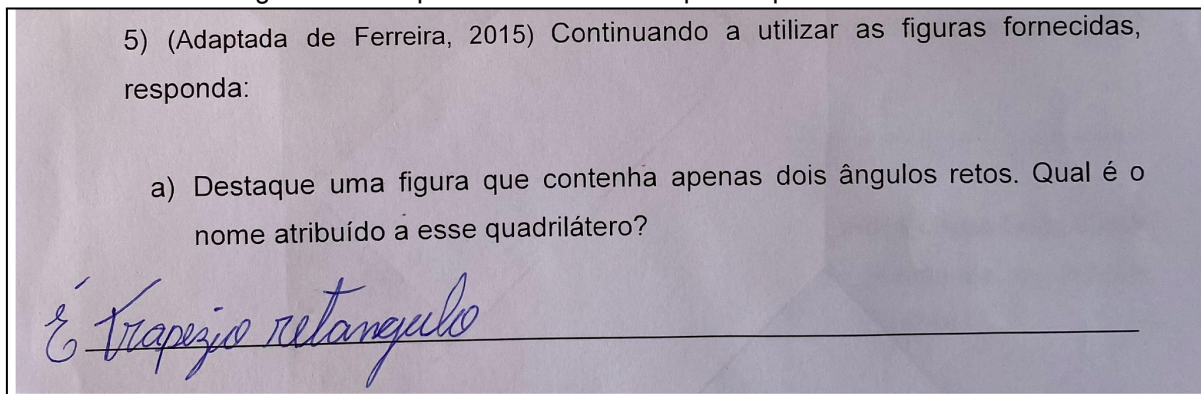 5) (Adaptada de Ferreira, 2015) Continuando a utilizar as figuras fornecidas,
responda:
a) Destaque uma figura que contenha apenas dois ângulos retos. Qual é o
nome atribuído a esse quadrilátero?
É Trapezio retangulo